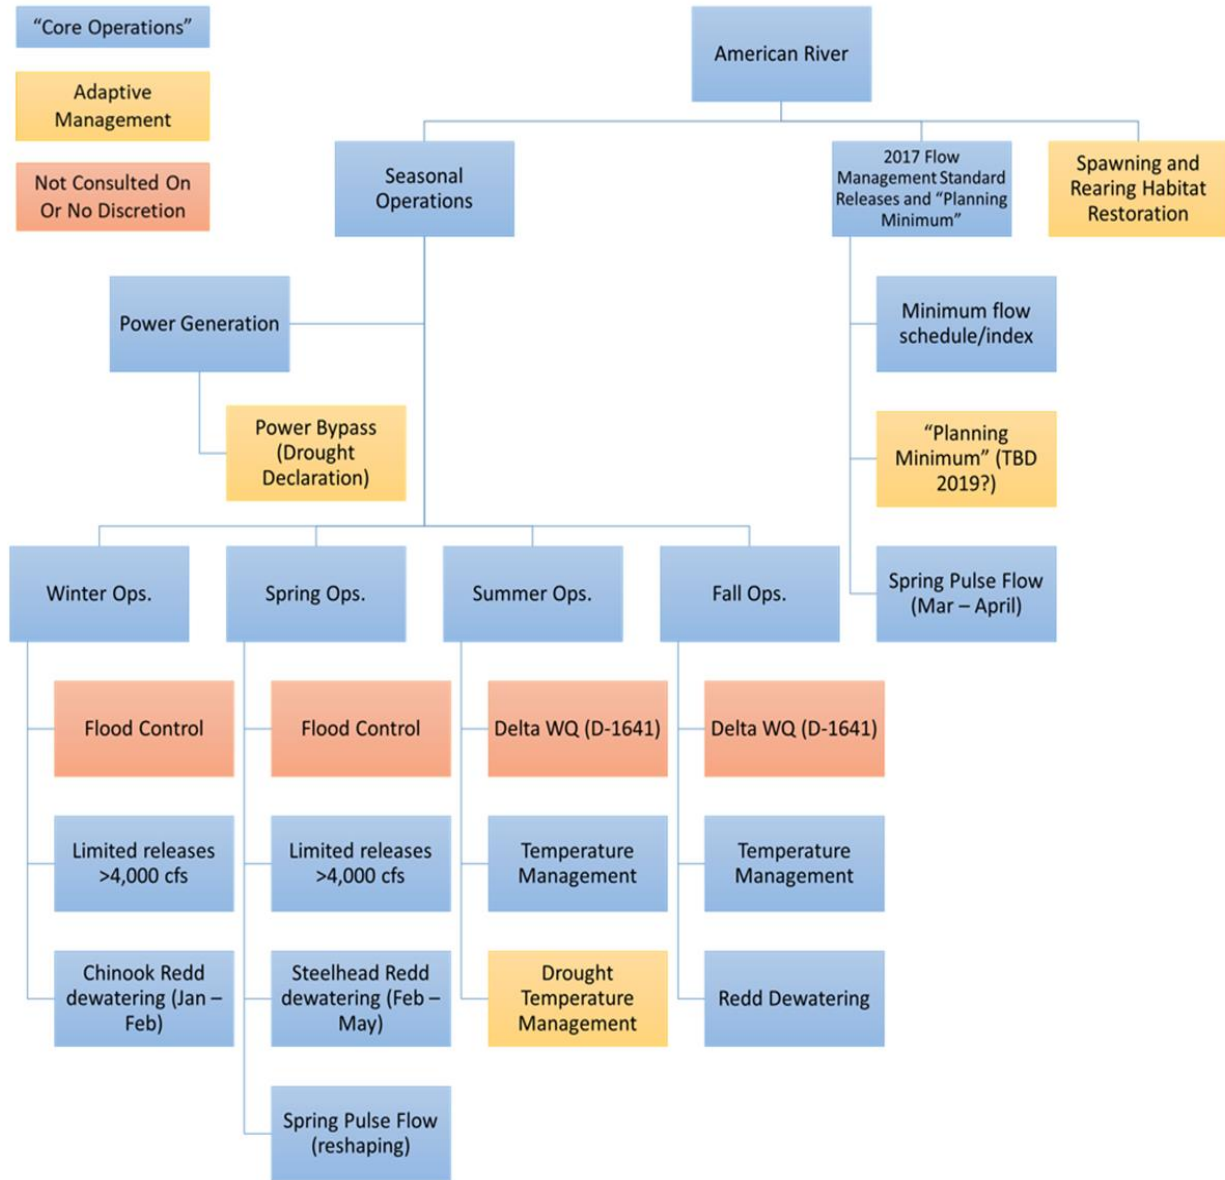 “Core Operations”
Adaptive
Management
Not Consulted On
Or No Discretion
American River
Seasonal
Operations
2017 Flow
Management Standard
Releases and “Planning
Minimum”
Spawning and
Rearing Habitat
Restoration
Power Generation
Minimum flow
schedule/index
Power Bypass
(Drought
Declaration)
“Planning
Minimum” (TBD
2019?)
Winter Ops.
Spring Ops.
Summer Ops.
Fall Ops.
Spring Pulse Flow
(Mar – April)
Flood Control
Flood Control
Delta WQ (D-1641)
Delta WQ (D-1641)
Limited releases
>4,000 cfs
Limited releases
>4,000 cfs
Temperature
Management
Temperature
Management
Chinook Redd
dewatering (Jan –
Feb)
Steelhead Redd
dewatering (Feb –
May)
Drought
Temperature
Management
Redd Dewatering
Spring Pulse Flow
(reshaping)